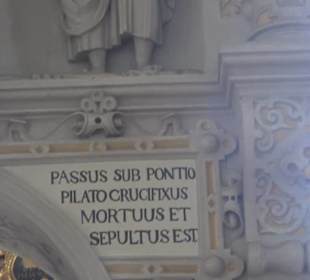 PASSUS SUB PONTIO
PILATO CRUCIFIXUS
MORTUUS ET
SEPULTUS EST.